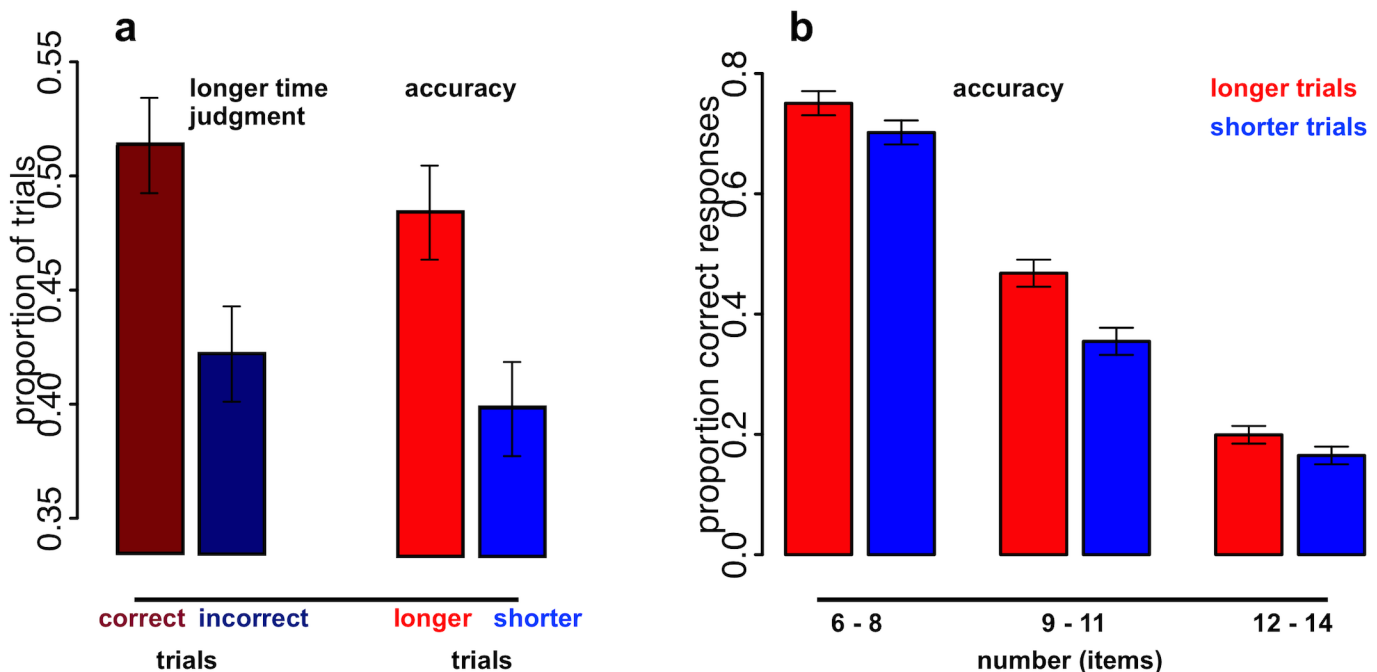 a
proportion of trials
0.55
0.50
0.45
0.40
0.35
longer time
judgment
accuracy
correct incorrect
trials
longer shorter
trials
b
proportion correct responses
0.8
0.6
0.4
0.2
0.0
accuracy
longer trials
shorter trials
6 - 8
9 - 11
12 - 14
number (items)